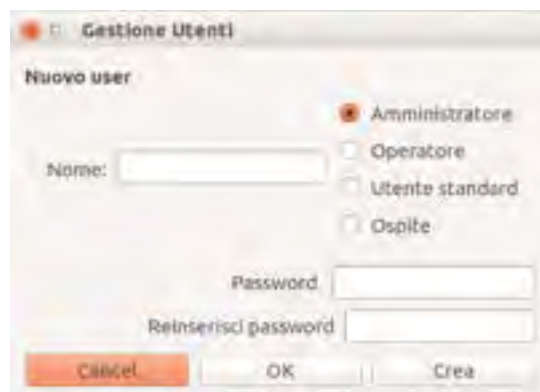 Gestione Utenti
Nuovo user
Amministratore
Operatore
Nome:
Utente standard
Ospite
Password
Reinserisci password
Cancel OK Crea